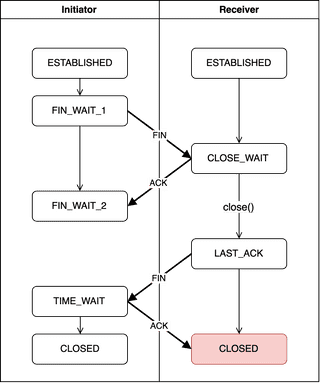 Initiator
Receiver
ESTABLISHED
ESTABLISHED
FIN_WAIT_1
FIN
CLOSE_WAIT
ACK
FIN_WAIT_2
close()
LAST_ACK
FIN
TIME_WAIT
ACK
CLOSED
CLOSED